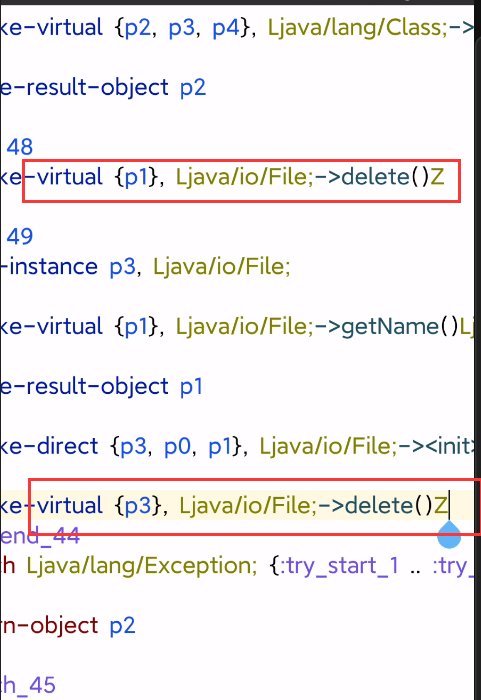 ke-virtual {p2, p3, p4}, Ljava/lang/Class;->
e-result-object p2
48
ke-virtual {p1}, Ljava/io/File;->delete()Z
49
-instance p3, Ljava/io/File;
ke-virtual {p1}, Ljava/io/File;->getName()Lj
e-result-object p1
ke-direct {p3, p0, p1}, Ljava/io/File;-><init>
ke-virtual {p3}, Ljava/io/File;->delete()Z
end_44
h Ljava/lang/Exception; {:try_start_1 .. :try_
rn-object p2
h_45